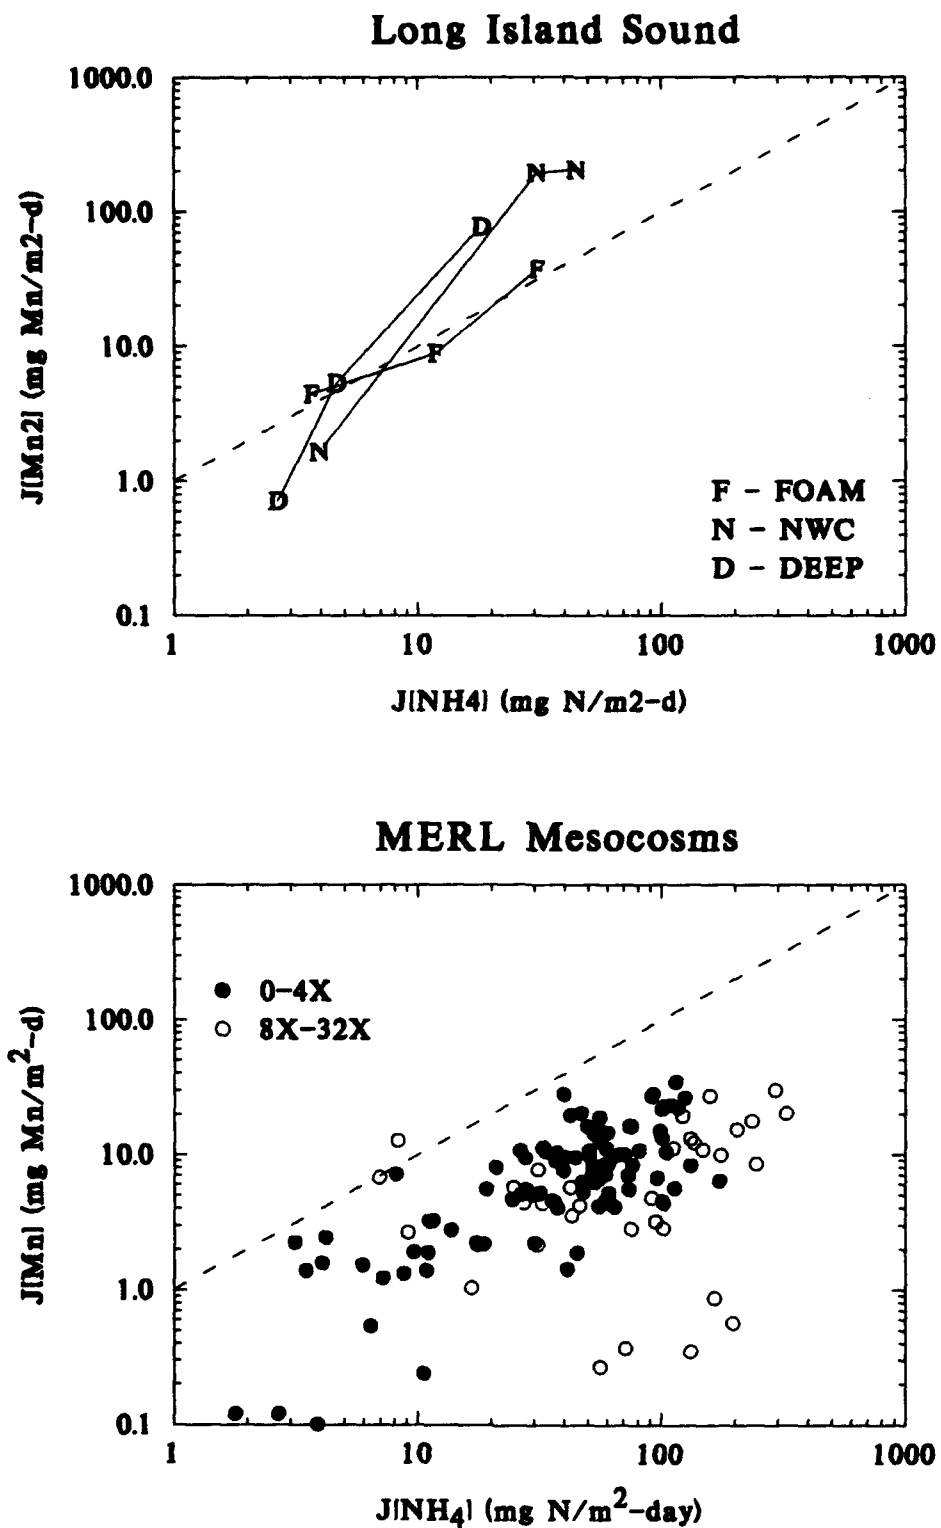 Long Island Sound
1000.0
100.0
10.0
1.0
0.1
J[Mn2] (mg Mn/m2-d)
N N
D
F
F
F D
N
D
F - FOAM
N - NWC
D - DEEP
1 10 100 1000
J[NH4] (mg N/m2-d)
MERL Mesocosms
1000.0
100.0
10.0
1.0
0.1
J[Mn] (mg Mn/m²-d)
0-4X
8X-32X
1 10 100 1000
J[NH₄] (mg N/m²-day)